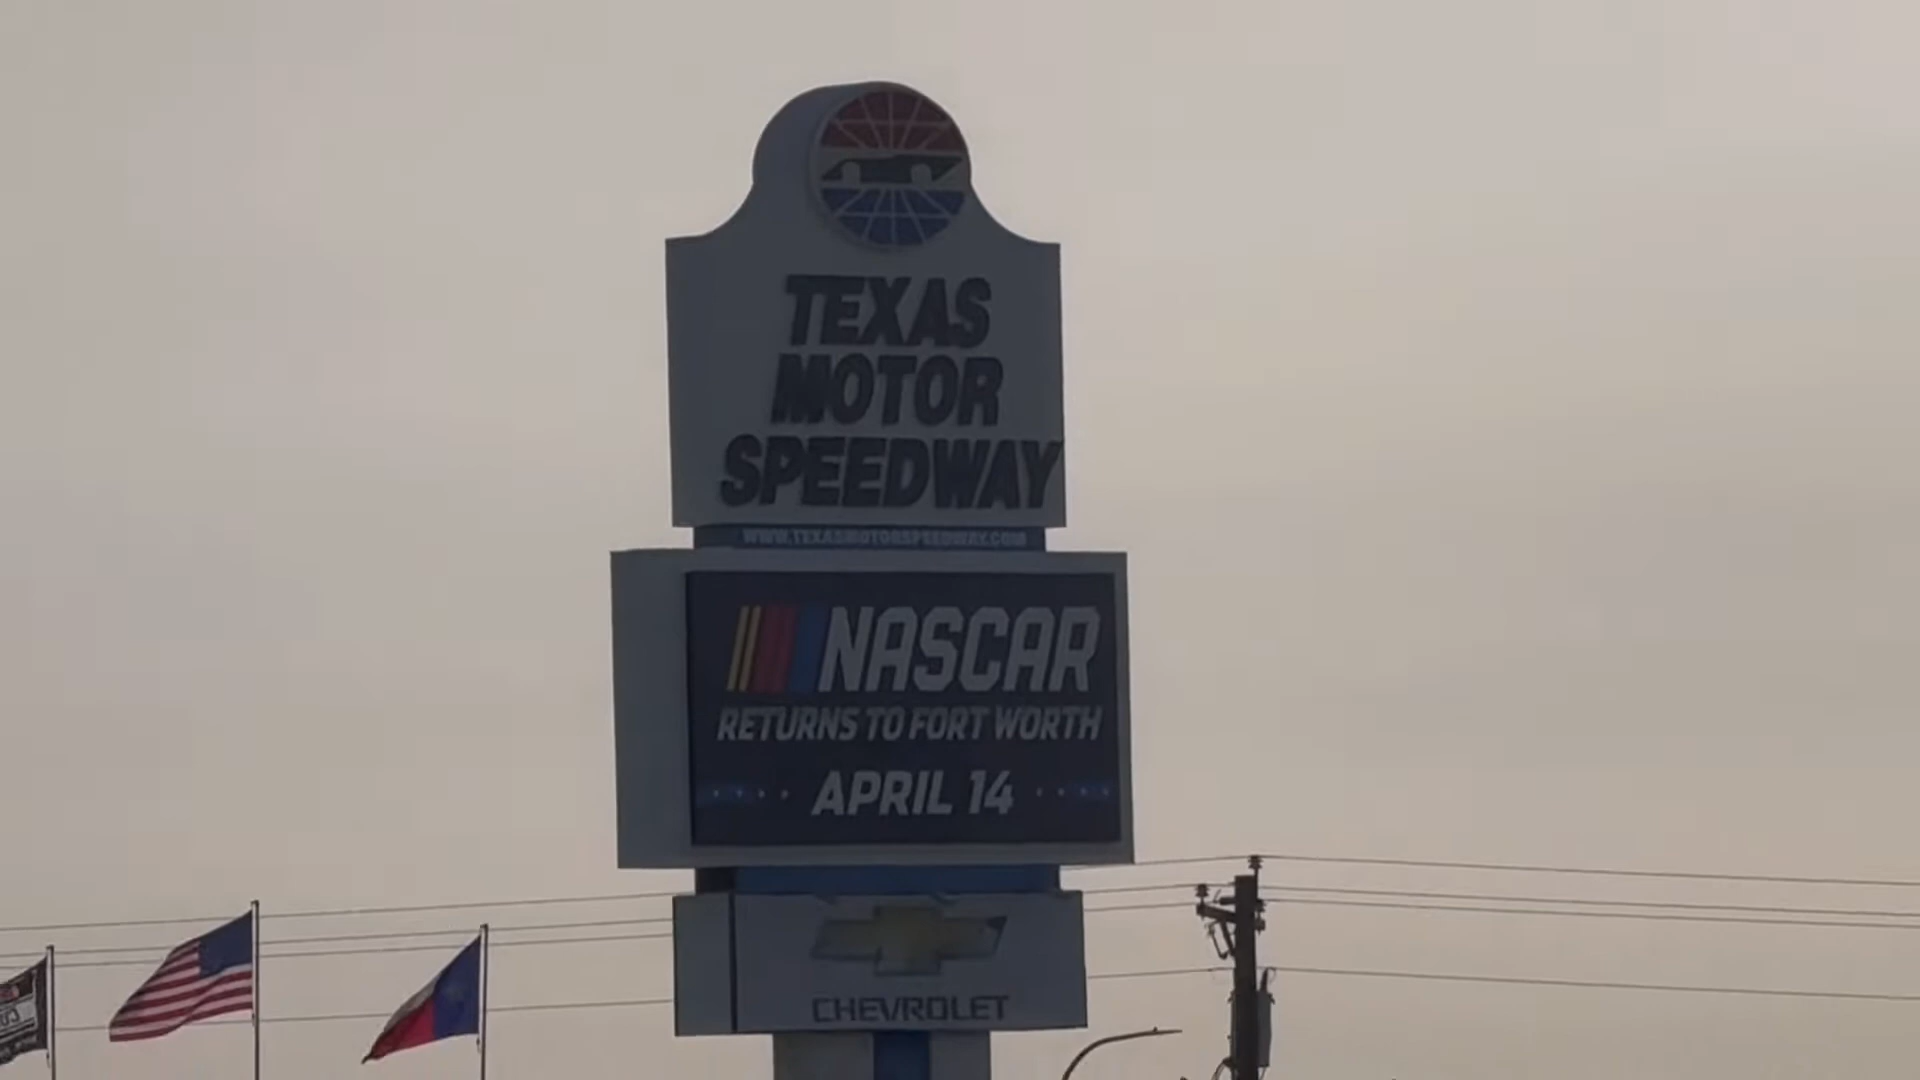 TEXAS
MOTOR
SPEEDWAY
WWW.TEXASMOTORSPEEDWAY.COM
NASCAR
RETURNS TO FORT WORTH
APRIL 14
CHEVROLET